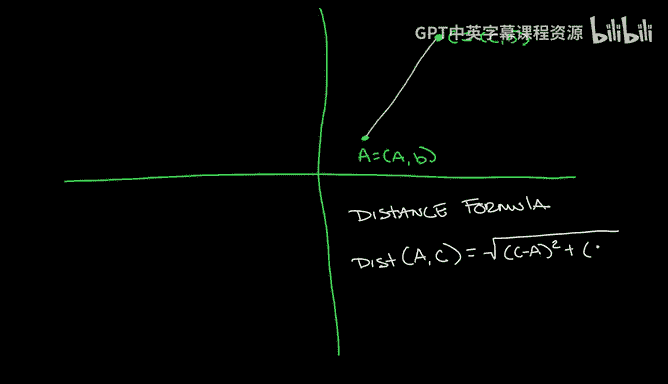 GPT中英字幕课程资源 bilibili
A=(A,b)
DISTANCE FORMULA
DIST(A,C)=√(C-A)²+(